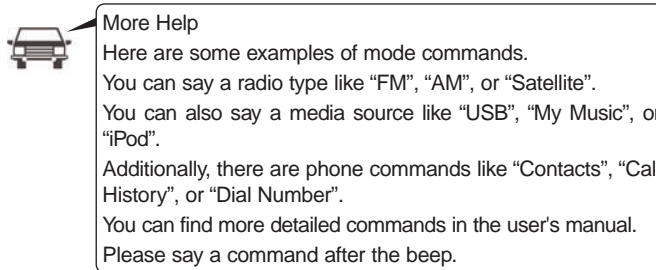 More Help
Here are some examples of mode commands.
You can say a radio type like “FM”, “AM”, or “Satellite”.
You can also say a media source like “USB”, “My Music”, or
“iPod”.
Additionally, there are phone commands like “Contacts”, “Call
History”, or “Dial Number”.
You can find more detailed commands in the user's manual.
Please say a command after the beep.